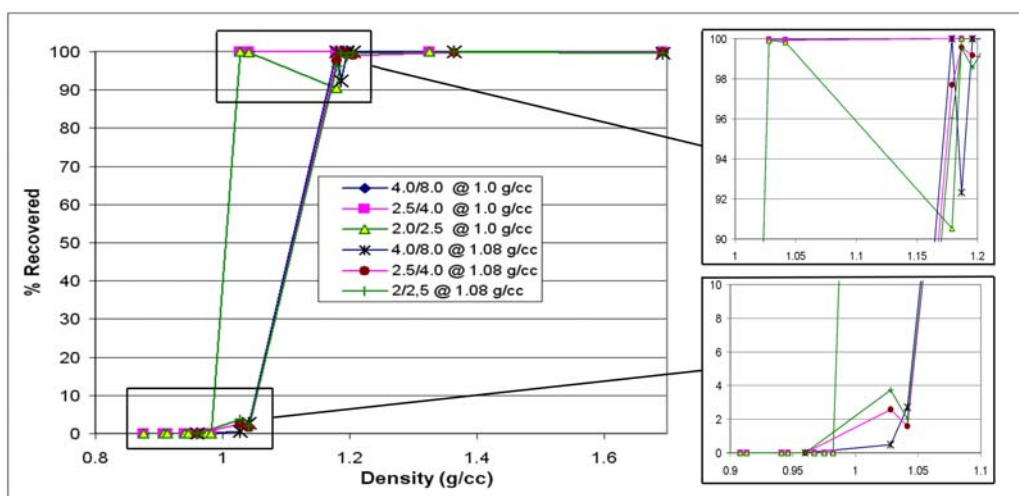 100
90
80
70
60
50
40
30
20
10
0
% Recovered
0.8 1 1.2 1.4 1.6
Density (g/cc)
4.0/8.0 @ 1.0 g/cc
2.5/4.0 @ 1.0 g/cc
2.0/2.5 @ 1.0 g/cc
4.0/8.0 @ 1.08 g/cc
2.5/4.0 @ 1.08 g/cc
2/2,5 @ 1.08 g/cc
100
98
96
94
92
90
1 1.05 1.1 1.15 1.2
10
8
6
4
2
0
0.9 0.95 1 1.05 1.1